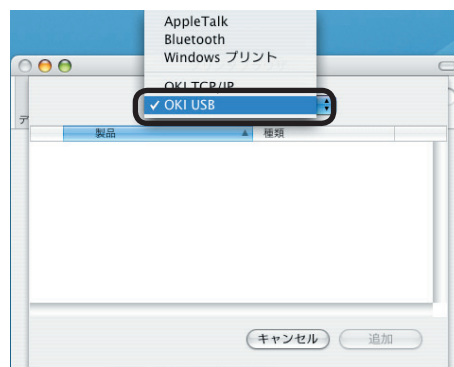 AppleTalk
Bluetooth
Windows プリント
OKI TCP/IP
✓ OKI USB
デ
製品 種類
キャンセル 追加